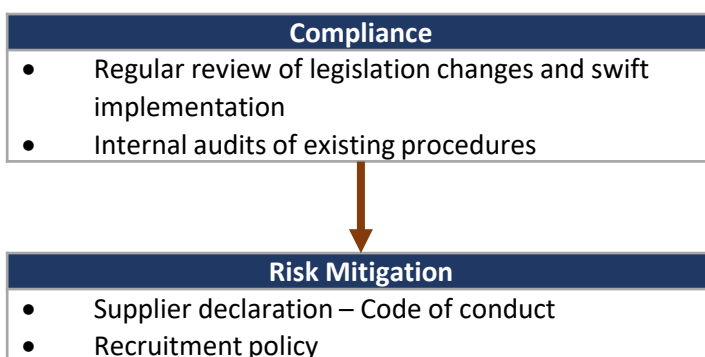 Compliance
• Regular review of legislation changes and swift
implementation
• Internal audits of existing procedures
Risk Mitigation
• Supplier declaration – Code of conduct
• Recruitment policy